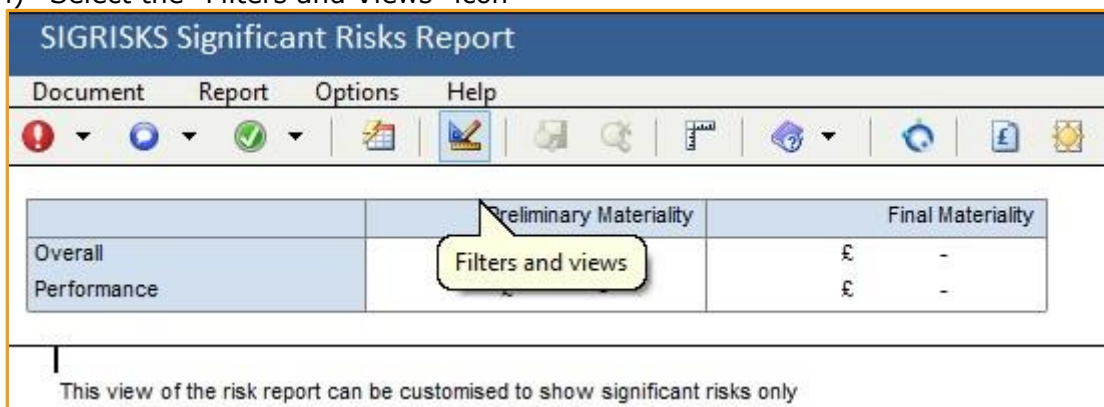 Select the "Filters and Views" icon
SIGRISKS Significant Risks Report
Document Report Options Help
Preliminary Materiality Final Materiality
Overall £ -
Filters and views
Performance £ -
This view of the risk report can be customised to show significant risks only